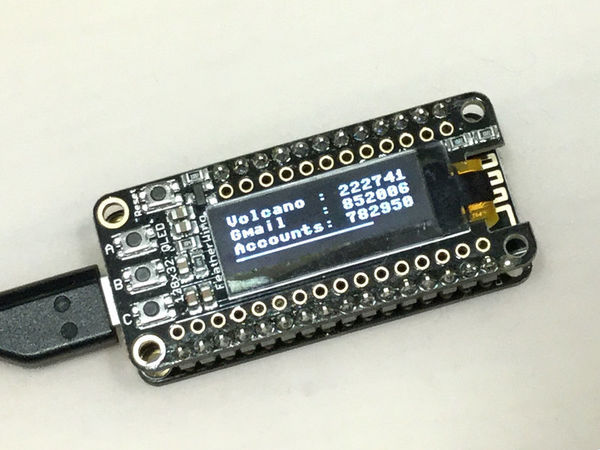 Volcano : 222741
Gmail : 852006
Accounts: 782950
Reset
A
B
C
128x32 OLED
FeatherWing